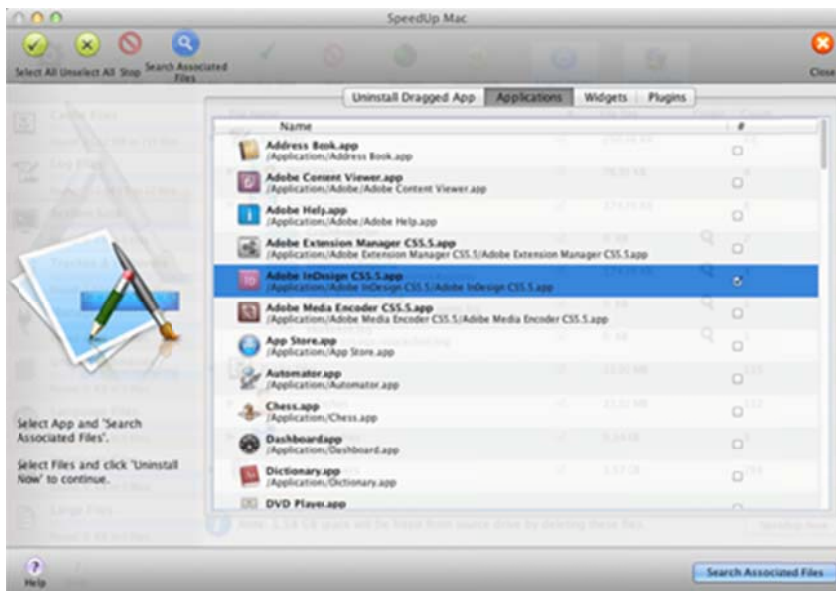 SpeedUp Mac
Select All Unselect All Stop Search Associated
Files
Close
Uninstall Dragged App Applications Widgets Plugins
Name #
Address Book.app
/Application/Address Book.app
Adobe Content Viewer.app
/Application/Adobe/Adobe Content Viewer.app
Adobe Help.app
/Application/Adobe/Adobe Help.app
Adobe Extension Manager CS5.5.app
/Application/Adobe Extension Manager CS5.5/Adobe Extension Manager CS5.5.app
Adobe InDisign CS5.5.app
/Application/Adobe InDesign CS5.5/Adobe InDesign CS5.5.app
Adobe Media Encoder CS5.5.app
/Application/Adobe Media Encoder CS5.5/Adobe Media Encoder CS5.5.app
App Store.app
/Application/App Store.app
Automator.app
/Application/Automator.app
Chess.app
/Application/Chess.app
Dashboardapp
/Application/Dashboard.app
Dictionary.app
/Application/Dictionary.app
DVD Player.app
Select App and "Search
Associated Files".
Select Files and click "Uninstall
Now" to continue.
Help
Search Associated Files